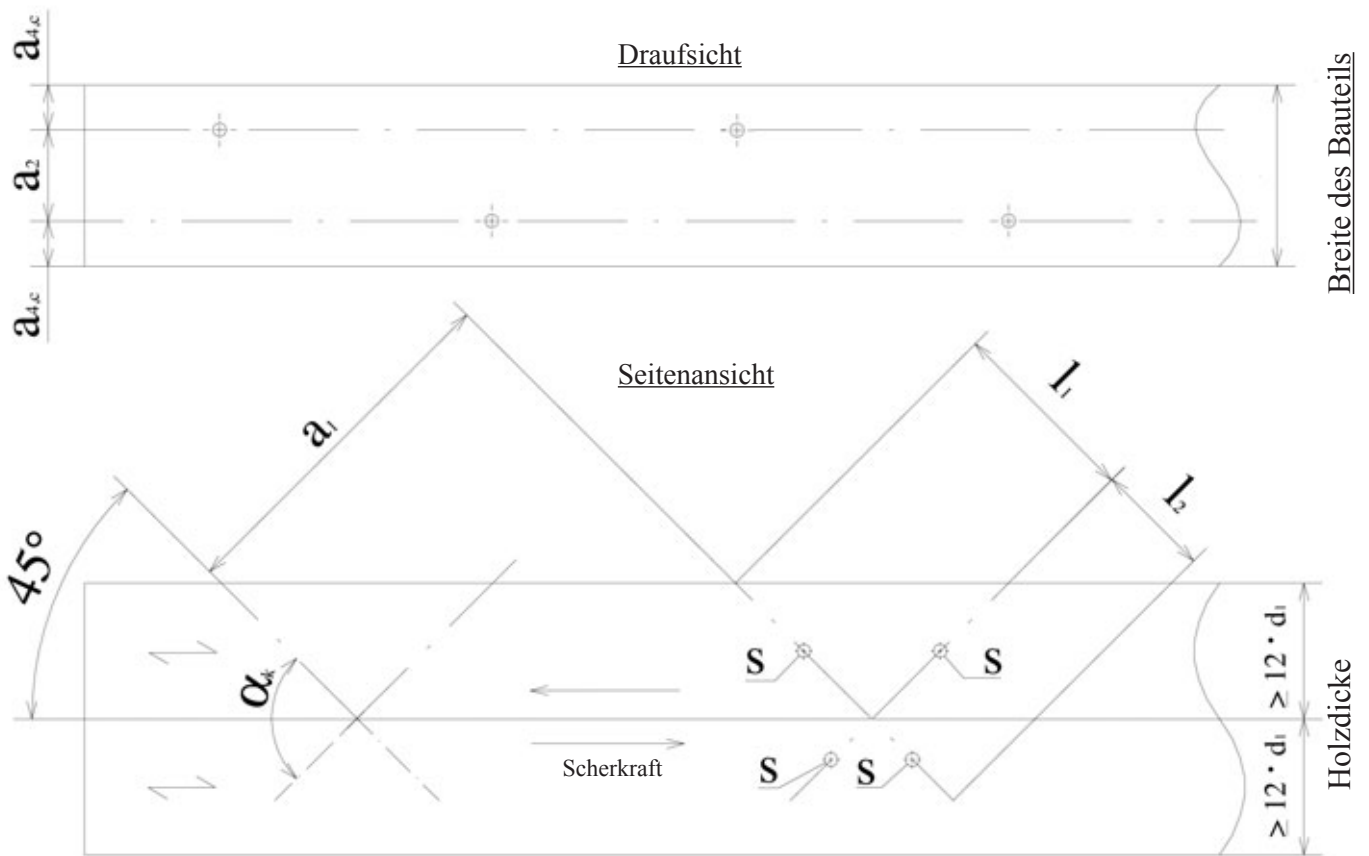 a4,c
Draufsicht
a2
a4,c
Breite des Bauteils
Seitenansicht
a1
l1
l2
45°
αk
S
S
S
S
Scherkraft
≥ 12 · d1
≥ 12 · d1
Holzdicke